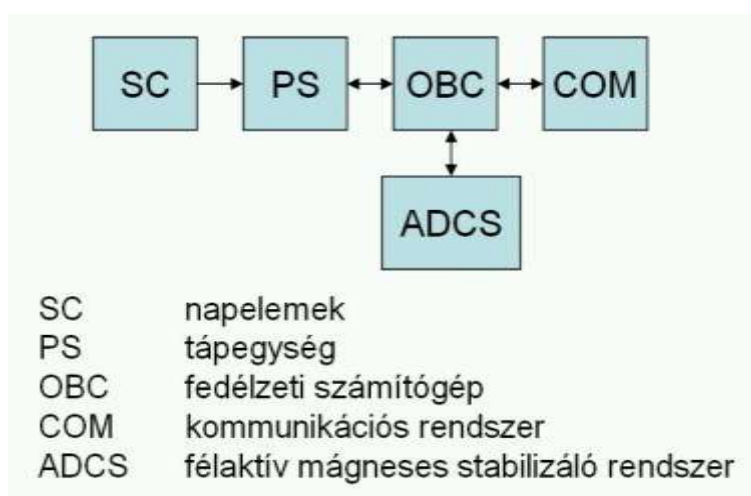 SC PS OBC COM
ADCS
SC napelemek
PS tápegység
OBC fedélzeti számítógép
COM kommunikációs rendszer
ADCS félaktív mágneses stabilizáló rendszer